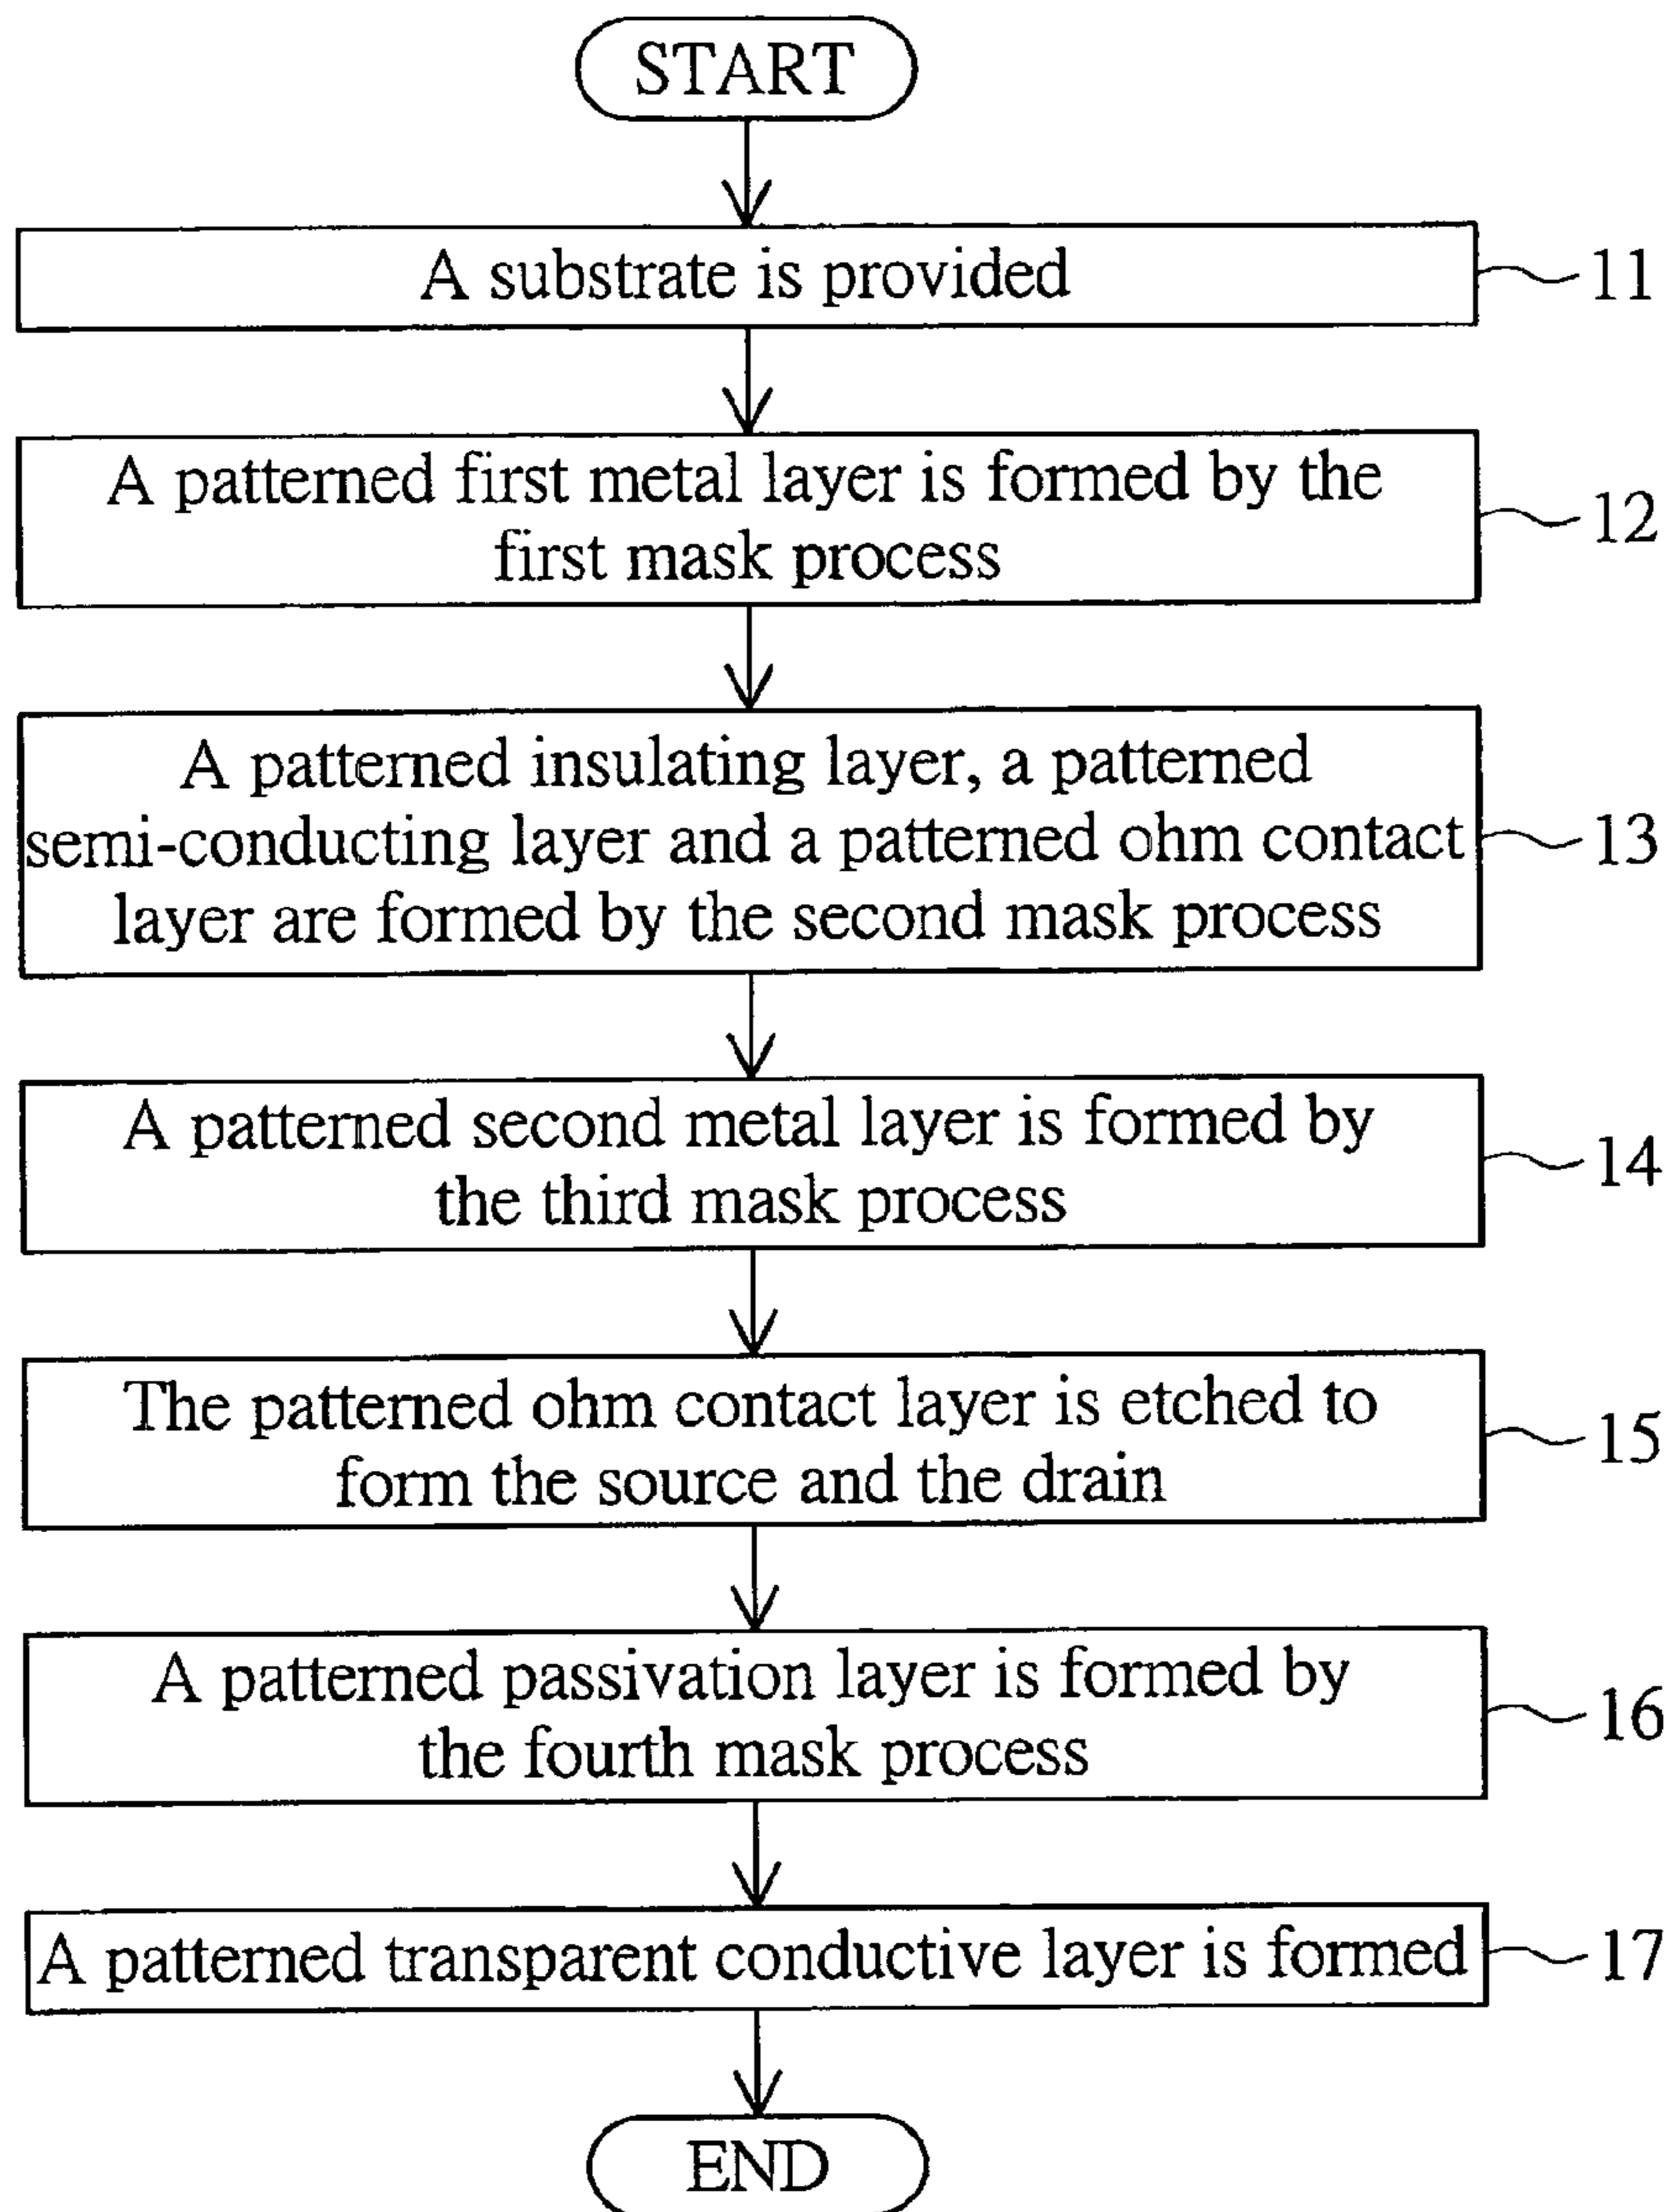 START
A substrate is provided
11
A patterned first metal layer is formed by the
first mask process
12
A patterned insulating layer, a patterned
semi-conducting layer and a patterned ohm contact
layer are formed by the second mask process
13
A patterned second metal layer is formed by
the third mask process
14
The patterned ohm contact layer is etched to
form the source and the drain
15
A patterned passivation layer is formed by
the fourth mask process
16
A patterned transparent conductive layer is formed
17
END